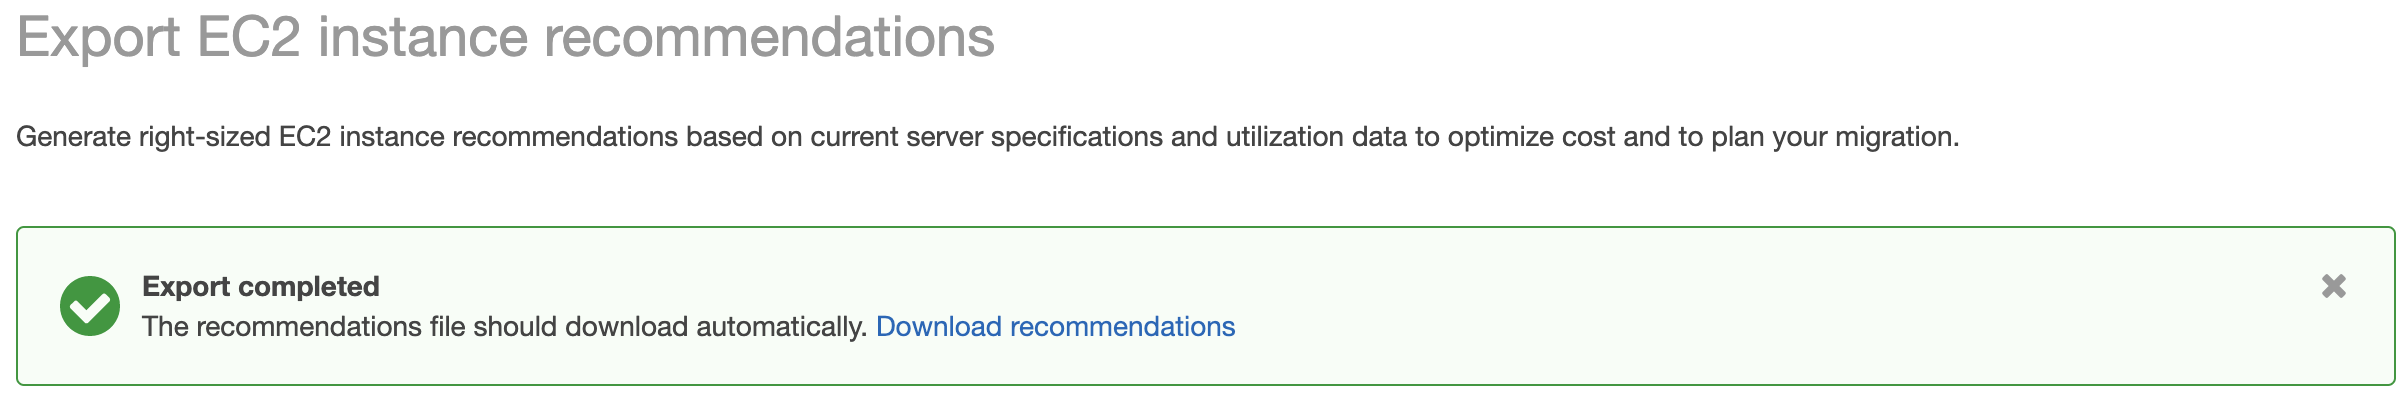 Export EC2 instance recommendations
Generate right-sized EC2 instance recommendations based on current server specifications and utilization data to optimize cost and to plan your migration.
Export completed
The recommendations file should download automatically. Download recommendations